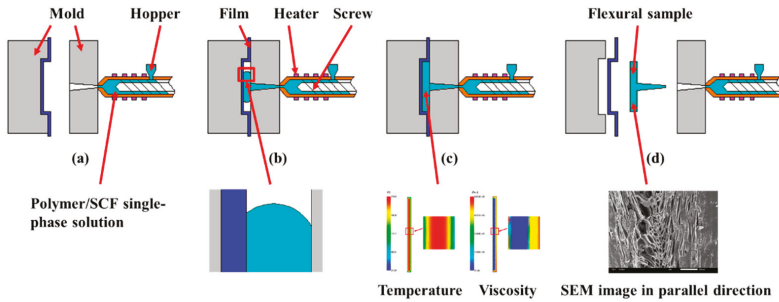 Mold
Hopper
Film
Heater
Screw
Flexural sample
(a)
(b)
(c)
(d)
Polymer/SCF single-
phase solution
Temperature
Viscosity
SEM image in parallel direction